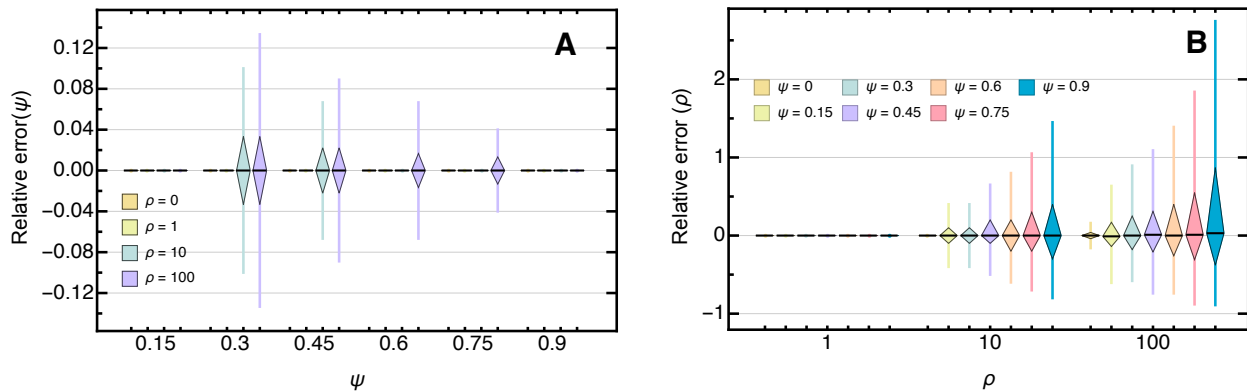 A
Relative error(ψ)
0.12
0.08
0.04
0.00
−0.04
−0.08
−0.12
ρ = 0
ρ = 1
ρ = 10
ρ = 100
0.15 0.3 0.45 0.6 0.75 0.9
ψ
B
Relative error (ρ)
2
1
0
−1
ψ = 0 ψ = 0.3 ψ = 0.6 ψ = 0.9
ψ = 0.15 ψ = 0.45 ψ = 0.75
1 10 100
ρ